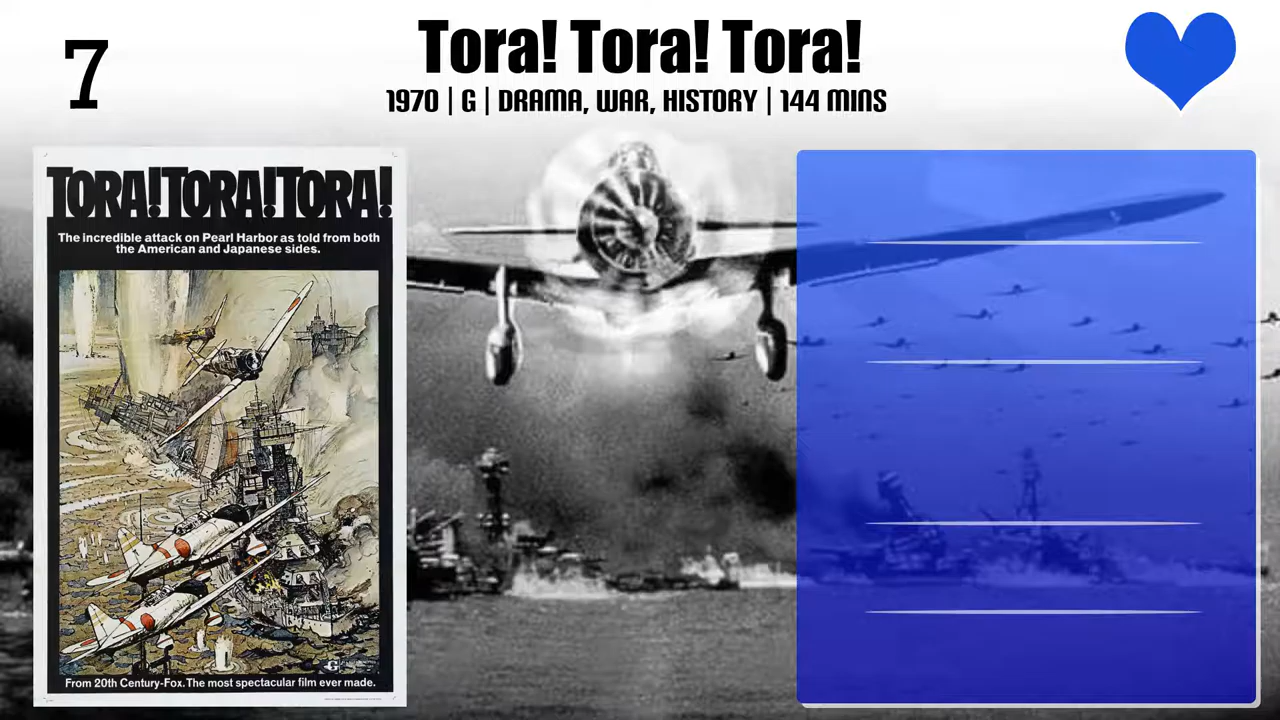 7
Tora! Tora! Tora!
1970 | G | DRAMA, WAR, HISTORY | 144 MINS
TORA! TORA! TORA!
The incredible attack on Pearl Harbor as told from both
the American and Japanese sides.
G
From 20th Century-Fox. The most spectacular film ever made.